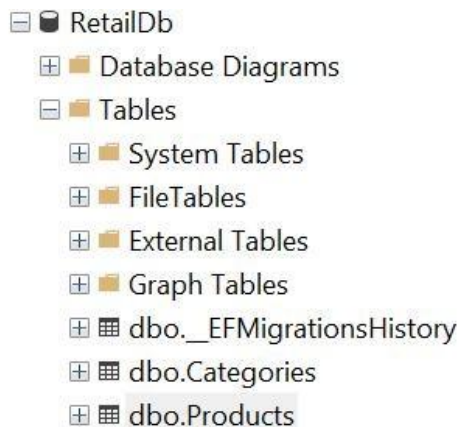 RetailDb
Database Diagrams
Tables
System Tables
FileTables
External Tables
Graph Tables
dbo.__EFMigrationsHistory
dbo.Categories
dbo.Products